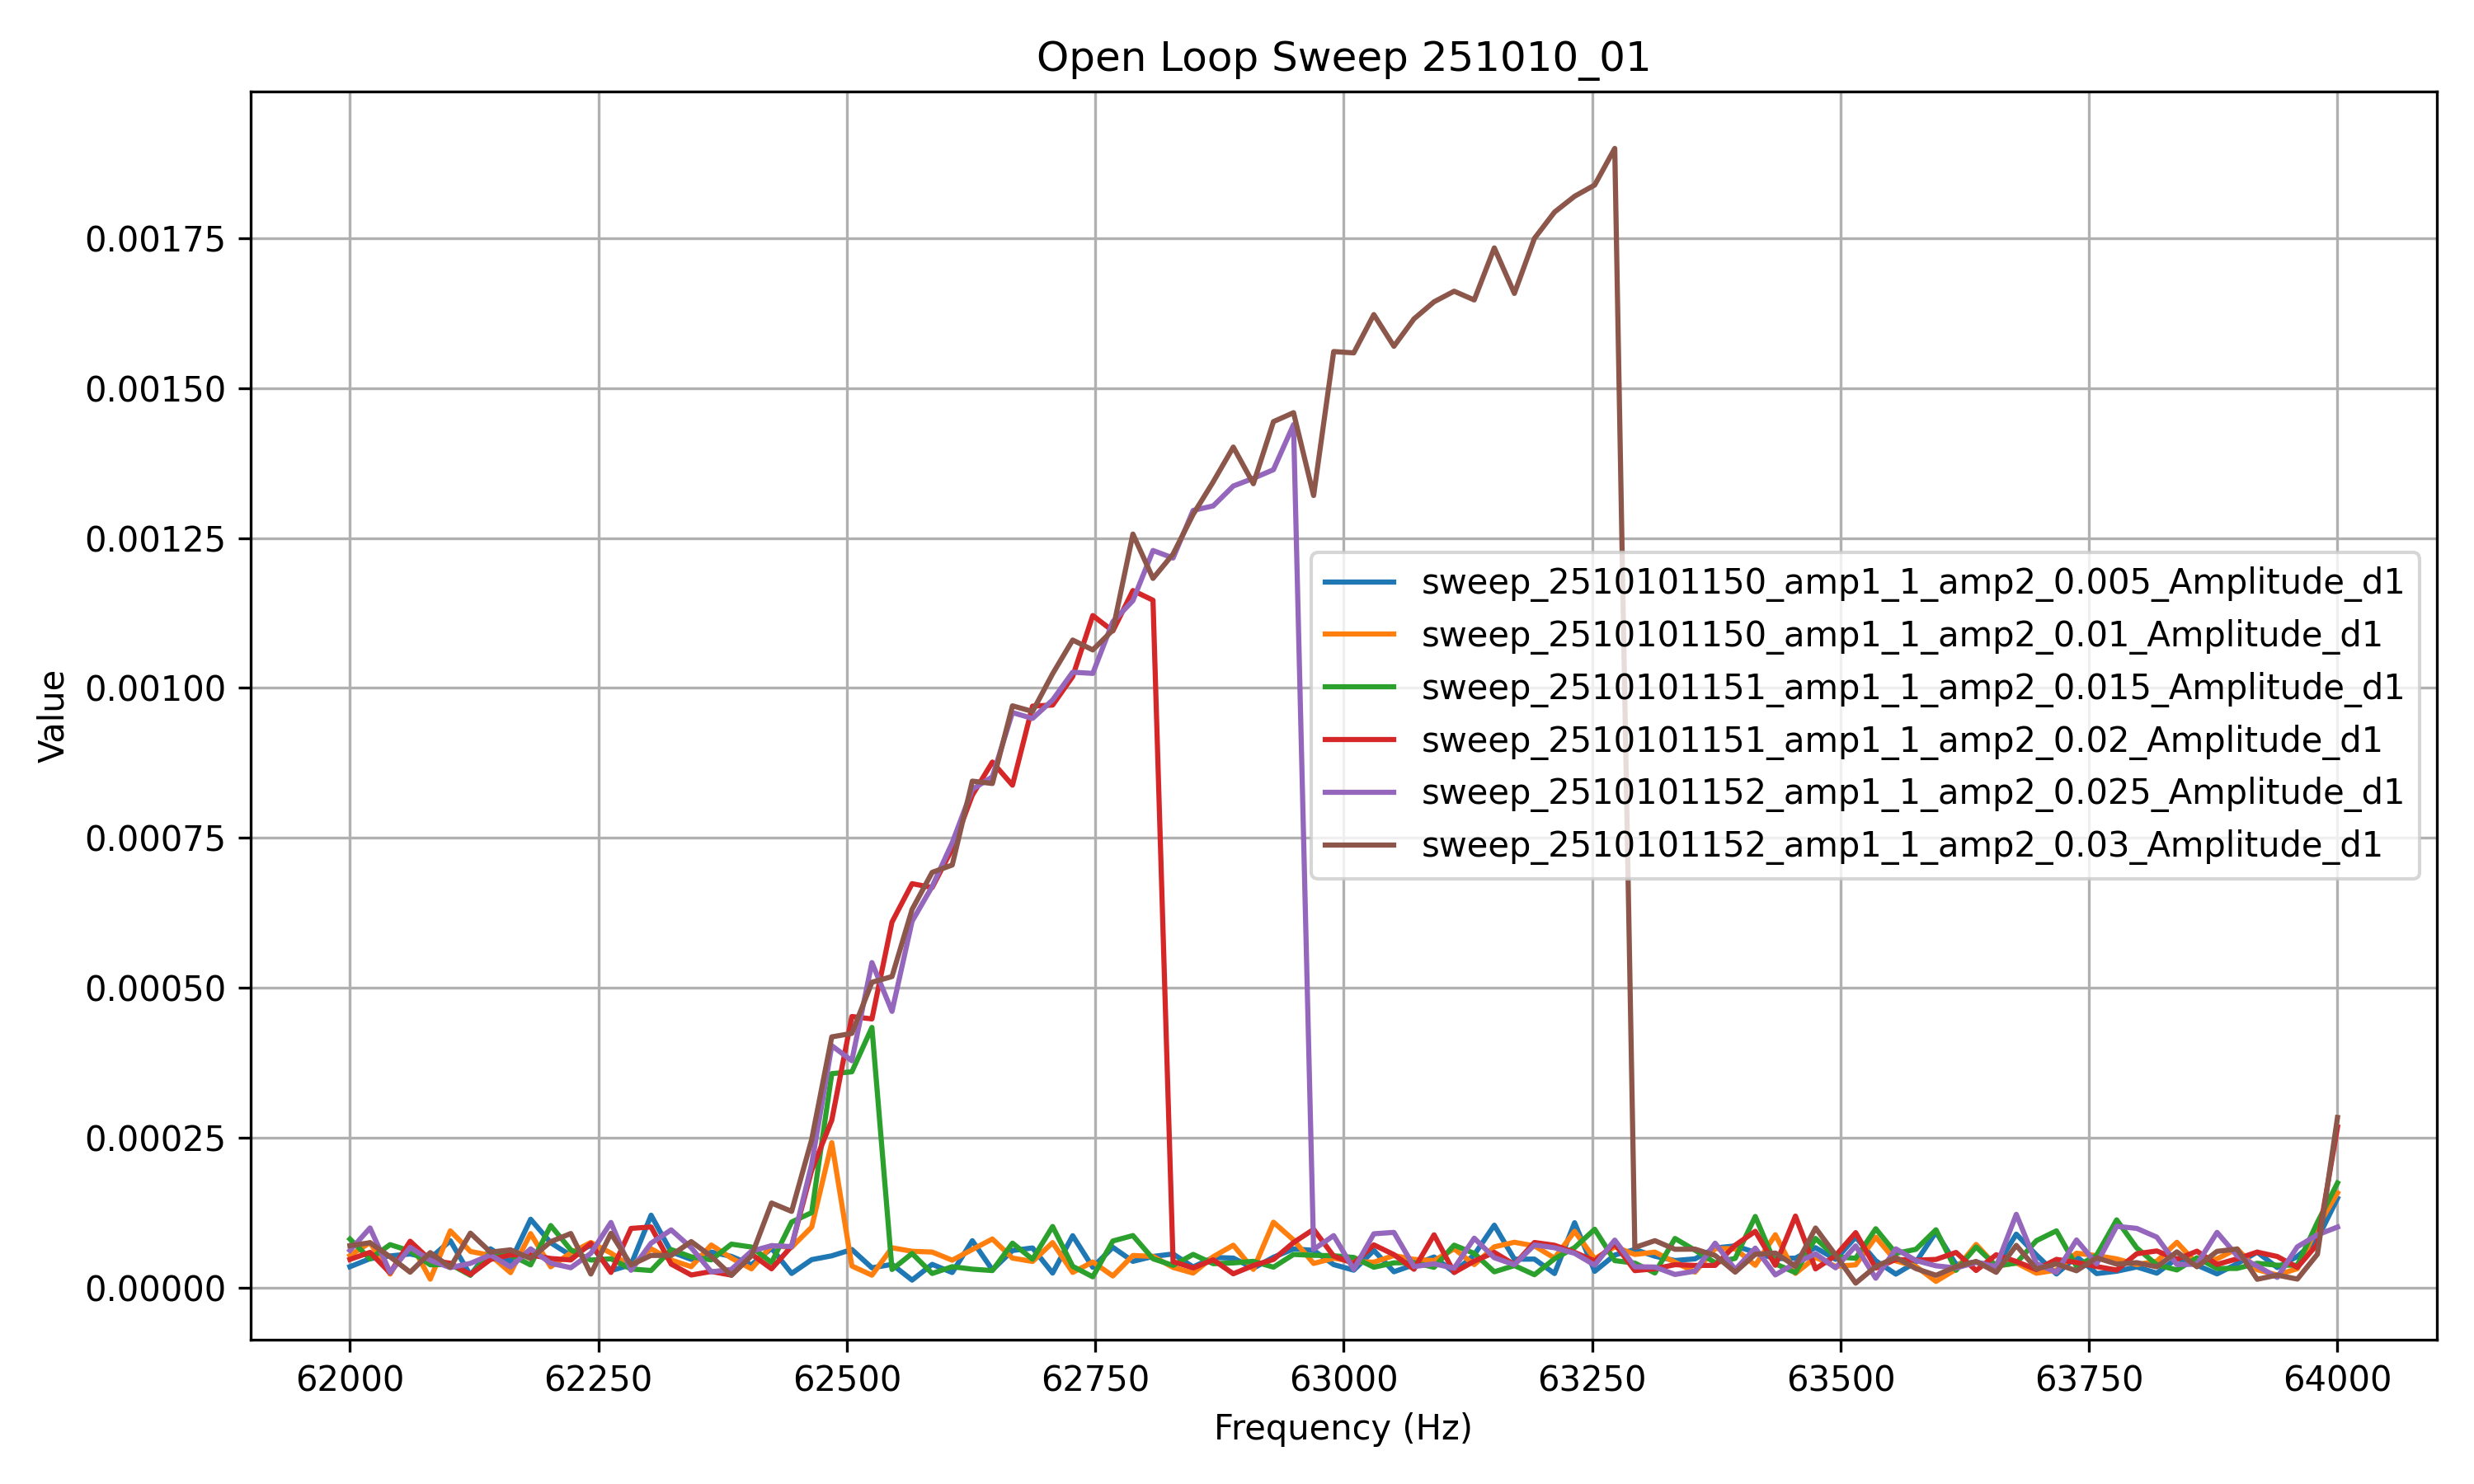 Open Loop Sweep 251010_01
0.00175
0.00150
0.00125
0.00100
0.00075
0.00050
0.00025
0.00000
Value
sweep_2510101150_amp1_1_amp2_0.005_Amplitude_d1
sweep_2510101150_amp1_1_amp2_0.01_Amplitude_d1
sweep_2510101151_amp1_1_amp2_0.015_Amplitude_d1
sweep_2510101151_amp1_1_amp2_0.02_Amplitude_d1
sweep_2510101152_amp1_1_amp2_0.025_Amplitude_d1
sweep_2510101152_amp1_1_amp2_0.03_Amplitude_d1
62000 62250 62500 62750 63000 63250 63500 63750 64000
Frequency (Hz)